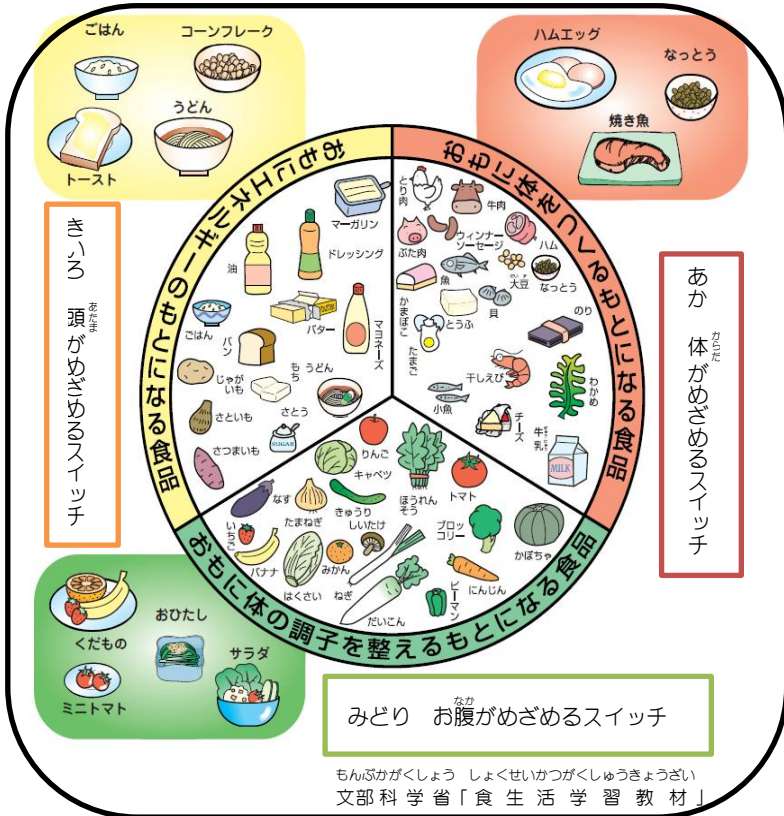 ごはん
コーンフレーク
うどん
トースト
ハムエッグ
なっとう
焼き魚
おもにエネルギーのもとになる食品
おもに体をつくるもとになる食品
おもに体の調子を整えるもとになる食品
マーガリン
油
ドレッシング
バター
マヨネーズ
ごはん
パン
じゃが
いも
もち
うどん
さといも
さとう
SUGAR
さつまいも
とり肉
牛肉
ぶた肉
ウィンナー
ソーセージ
ハム
魚
だいず
大豆
なっとう
かまぼこ
とうふ
貝
のり
たまご
干しえび
わかめ
小魚
チーズ
牛乳
MILK
りんご
キャベツ
ほうれん
そう
トマト
なす
たまねぎ
きゅうり
しいたけ
ブロッ
コリー
かぼちゃ
いちご
バナナ
はくさい
みかん
ねぎ
だいこん
ピーマン
にんじん
きいろ 頭がめざめるスイッチ
あたま
あか 体がめざめるスイッチ
からだ
くだもの
おひたし
サラダ
ミニトマト
なか
みどり お腹がめざめるスイッチ
もんぶかがくしょう しょくせいかつがくしゅうきょうざい
文部科学省「食生活学習教材」